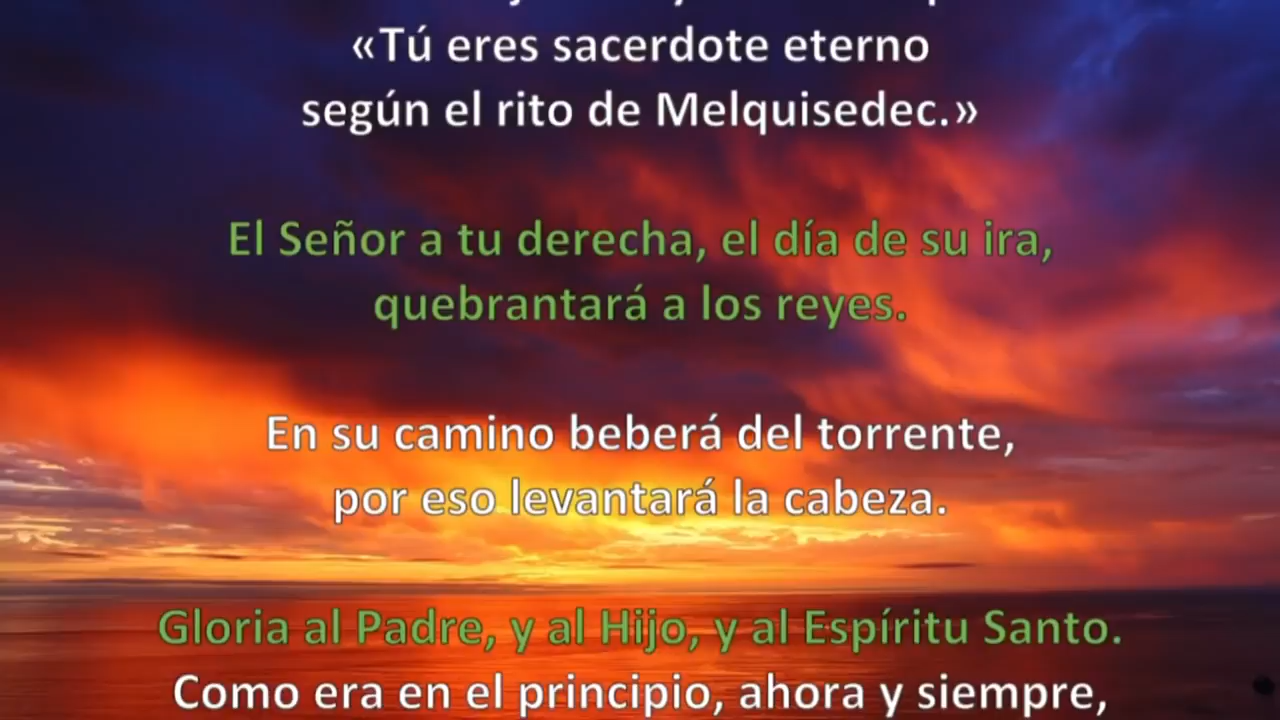 «Tú eres sacerdote eterno
según el rito de Melquisedec.»
El Señor a tu derecha, el día de su ira,
quebrantará a los reyes.
En su camino beberá del torrente,
por eso levantará la cabeza.
Gloria al Padre, y al Hijo, y al Espíritu Santo.
Como era en el principio, ahora y siempre,